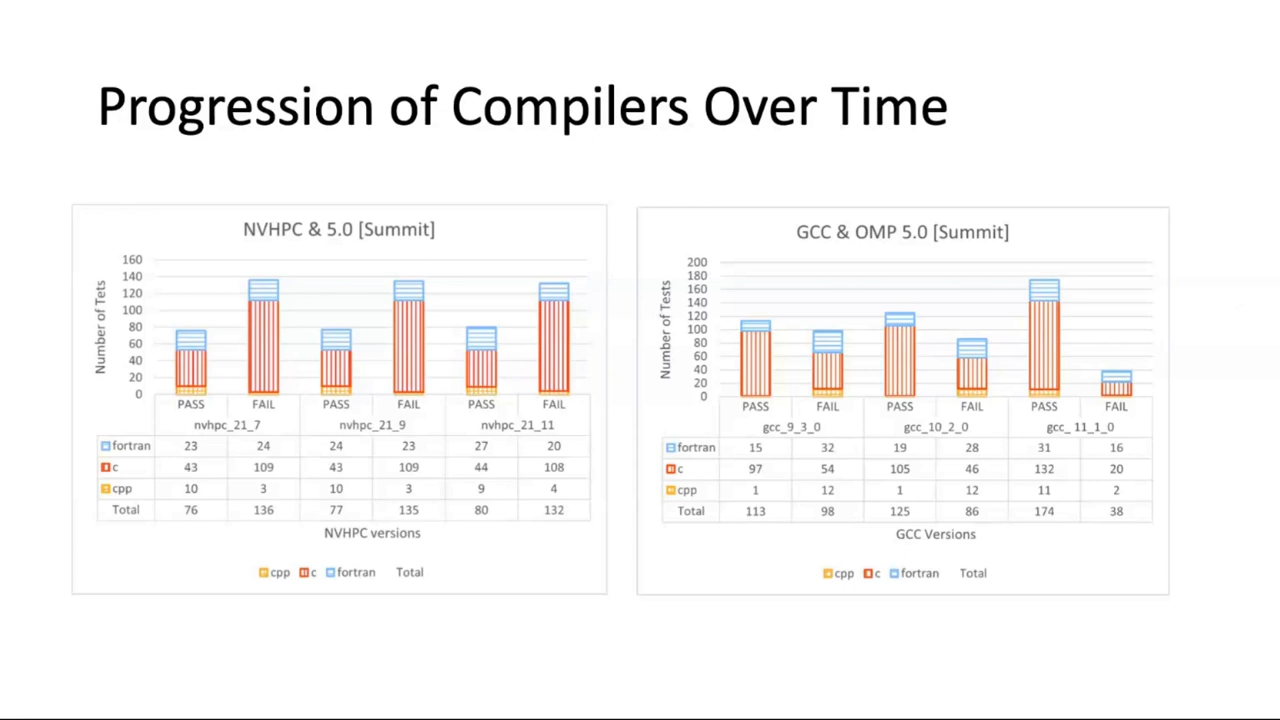 Progression of Compilers Over Time
NVHPC & 5.0 [Summit]
Number of Tets
160
140
120
100
80
60
40
20
0
PASS FAIL PASS FAIL PASS FAIL
nvhpc_21_7 nvhpc_21_9 nvhpc_21_11
fortran 23 24 24 23 27 20
c 43 109 43 109 44 108
cpp 10 3 10 3 9 4
Total 76 136 77 135 80 132
NVHPC versions
cpp c fortran Total
GCC & OMP 5.0 [Summit]
Number of Tests
200
180
160
140
120
100
80
60
40
20
0
PASS FAIL PASS FAIL PASS FAIL
gcc_9_3_0 gcc_10_2_0 gcc_ 11_1_0
fortran 15 32 19 28 31 16
c 97 54 105 46 132 20
cpp 1 12 1 12 11 2
Total 113 98 125 86 174 38
GCC Versions
cpp c fortran Total